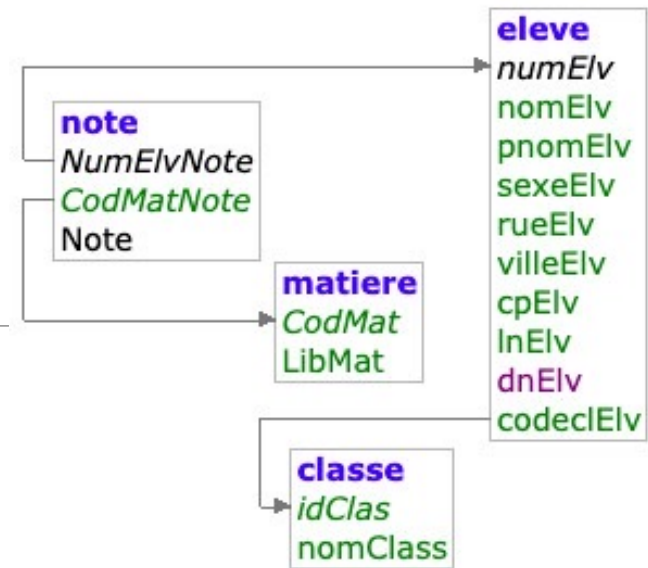 eleve
numElv
nomElv
pnomElv
sexeElv
rueElv
villeElv
cpElv
lnElv
dnElv
codeclElv
note
NumElvNote
CodMatNote
Note
matiere
CodMat
LibMat
classe
idClas
nomClass